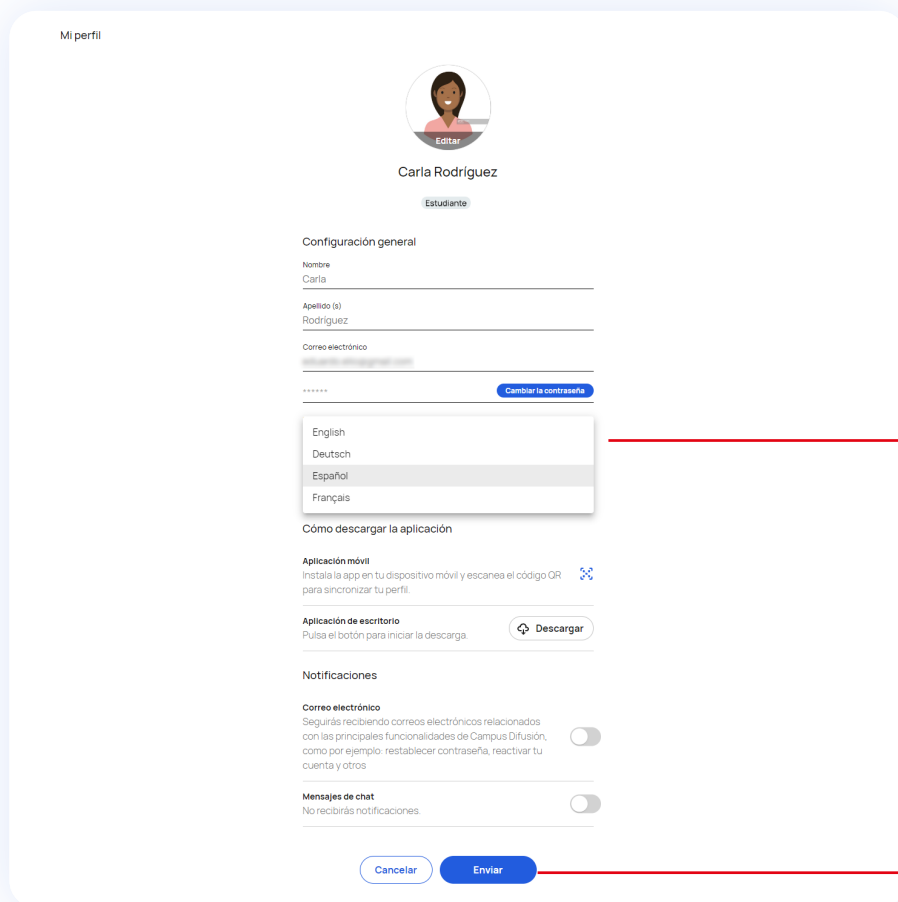 Mi perfil
Editar
Carla Rodríguez
Estudiante
Configuración general
Nombre
Carla
Apellido (s)
Rodríguez
Correo electrónico
******
Cambiar la contraseña
English
Deutsch
Español
Français
Cómo descargar la aplicación
Aplicación móvil
Instala la app en tu dispositivo móvil y escanea el código QR
para sincronizar tu perfil.
Aplicación de escritorio
Pulsa el botón para iniciar la descarga.
Descargar
Notificaciones
Correo electrónico
Seguirás recibiendo correos electrónicos relacionados
con las principales funcionalidades de Campus Difusión,
como por ejemplo: restablecer contraseña, reactivar tu
cuenta y otros
Mensajes de chat
No recibirás notificaciones.
Cancelar
Enviar